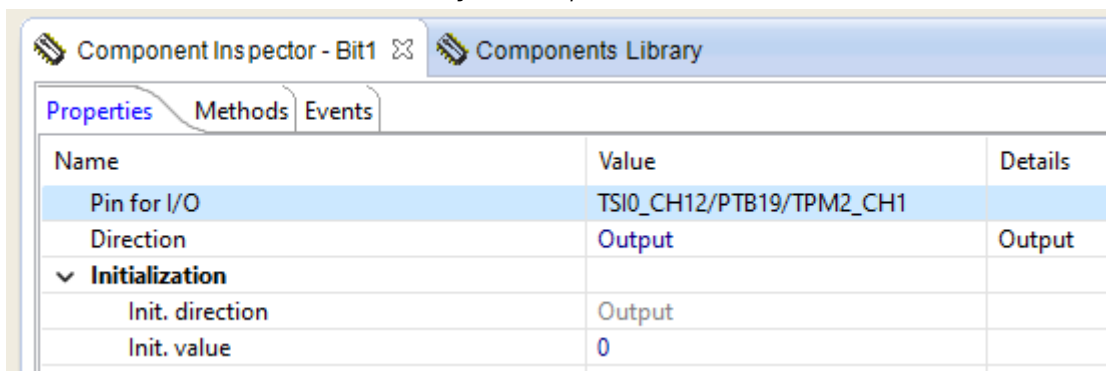 Component Inspector - Bit1 Components Library
Properties Methods Events
Name Value Details
Pin for I/O TSI0_CH12/PTB19/TPM2_CH1
Direction Output Output
Initialization
Init. direction Output
Init. value 0